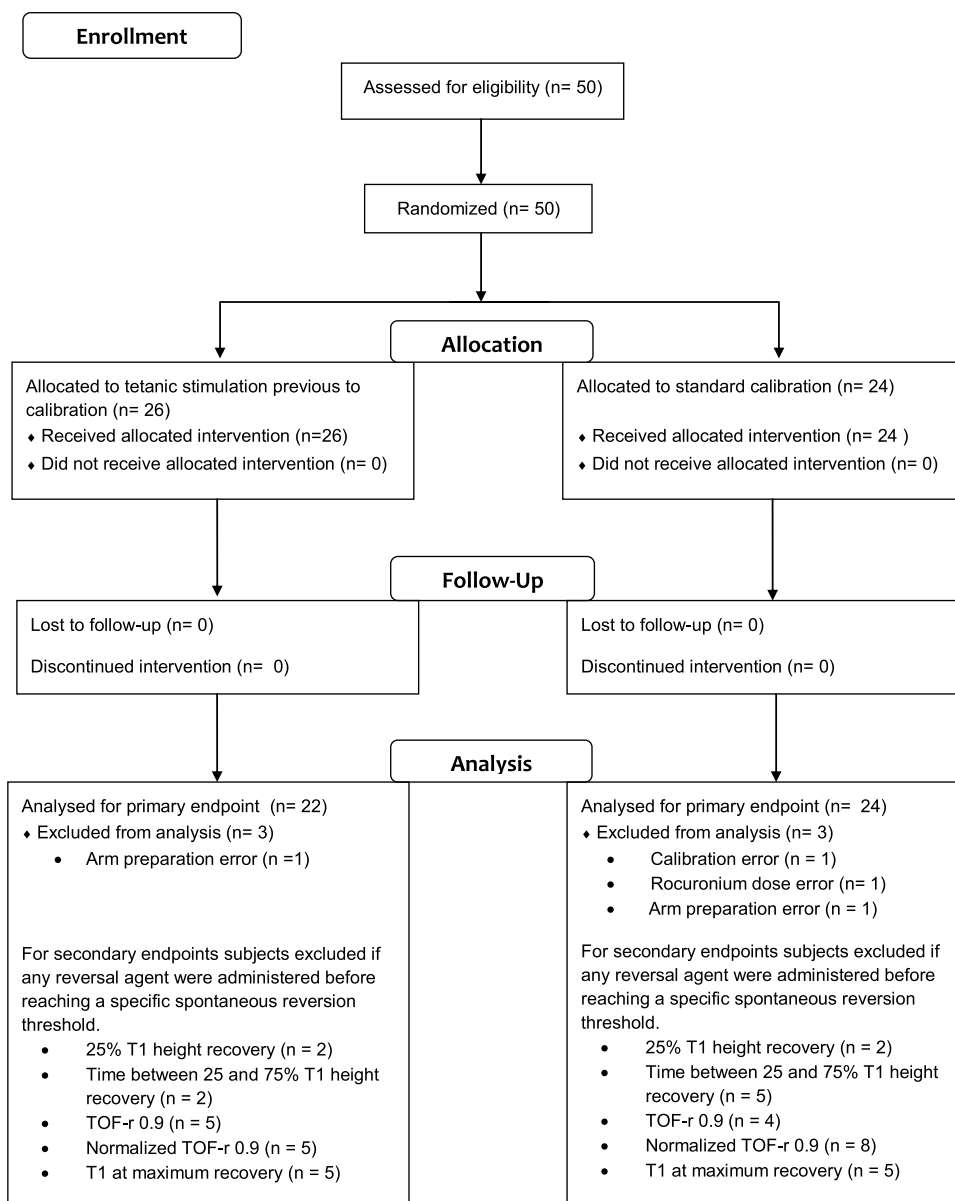 Enrollment
Assessed for eligibility (n= 50)
Randomized (n= 50)
Allocation
Allocated to tetanic stimulation previous to
calibration (n= 26)
♦ Received allocated intervention (n=26)
♦ Did not receive allocated intervention (n= 0)
Allocated to standard calibration (n= 24)
♦ Received allocated intervention (n= 24 )
♦ Did not receive allocated intervention (n= 0)
Follow-Up
Lost to follow-up (n= 0)
Discontinued intervention (n=  0)
Lost to follow-up (n= 0)
Discontinued intervention (n= 0)
Analysis
Analysed for primary endpoint  (n= 22)
♦ Excluded from analysis (n= 3)
• Arm preparation error (n =1)
For secondary endpoints subjects excluded if
any reversal agent were administered before
reaching a specific spontaneous reversion
threshold.
• 25% T1 height recovery (n = 2)
• Time between 25 and 75% T1 height
recovery (n = 2)
• TOF-r 0.9 (n = 5)
• Normalized TOF-r 0.9 (n = 5)
• T1 at maximum recovery (n = 5)
Analysed for primary endpoint (n=  24)
♦ Excluded from analysis (n= 3)
• Calibration error (n = 1)
• Rocuronium dose error (n= 1)
• Arm preparation error (n = 1)
For secondary endpoints subjects excluded if
any reversal agent were administered before
reaching a specific spontaneous reversion
threshold.
• 25% T1 height recovery (n = 2)
• Time between 25 and 75% T1 height
recovery (n = 5)
• TOF-r 0.9 (n = 4)
• Normalized TOF-r 0.9 (n = 8)
• T1 at maximum recovery (n = 5)